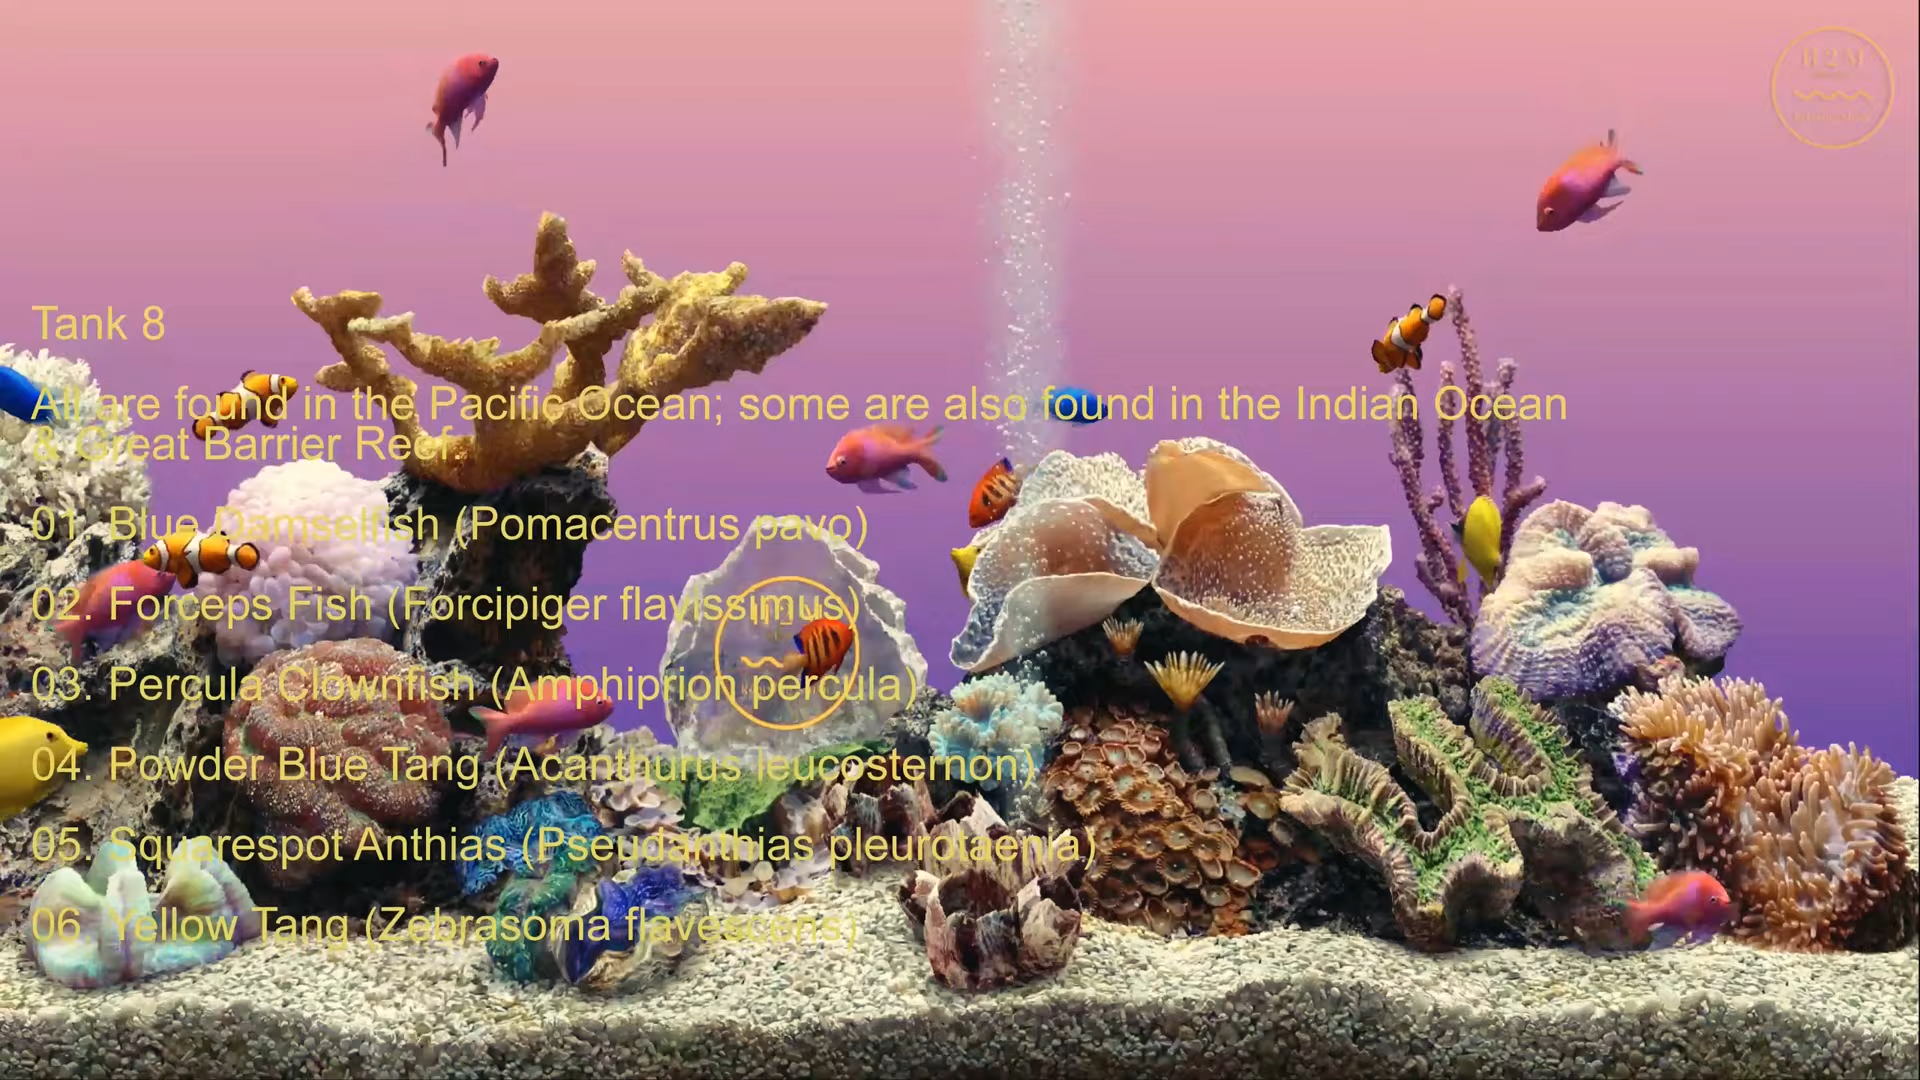 H2M
Tank 8
All are found in the Pacific Ocean; some are also found in the Indian Ocean
& Great Barrier Reef.
01. Blue Damselfish (Pomacentrus pavo)
02. Forceps Fish (Forcipiger flavissimus)
03. Percula Clownfish (Amphiprion percula)
04. Powder Blue Tang (Acanthurus leucosternon)
05. Squarespot Anthias (Pseudanthias pleurotaenia)
06. Yellow Tang (Zebrasoma flavescens)